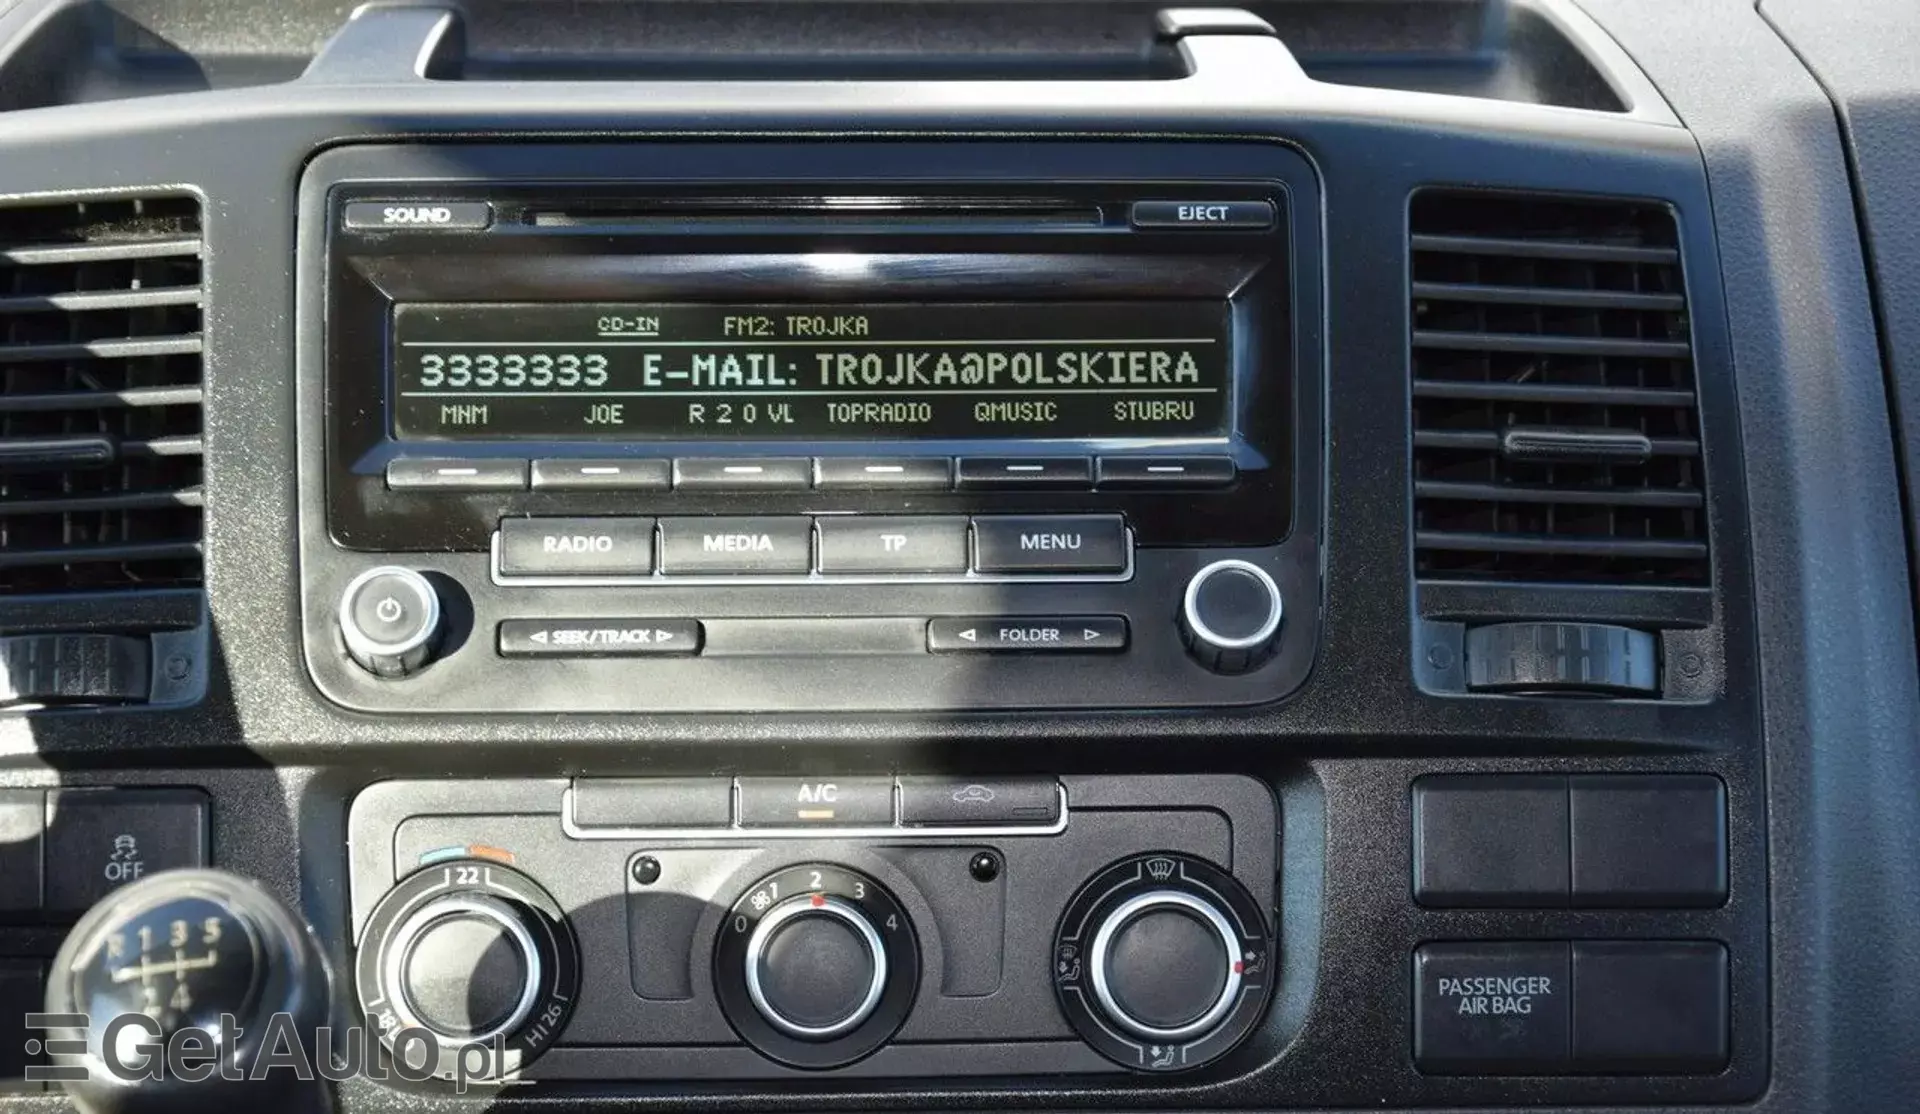 SOUND EJECT
CD-IN FM2: TROJKA
3333333 E-MAIL: TROJKA@POLSKIERA
MNM JOE R 2 0 VL TOPRADIO QMUSIC STUBRU
RADIO MEDIA TP MENU
SEEK/TRACK FOLDER
A/C
OFF
22
0 1 2 3 4
HI 26
R 1 3 5
2 4
PASSENGER
AIR BAG
GetAuto.pl